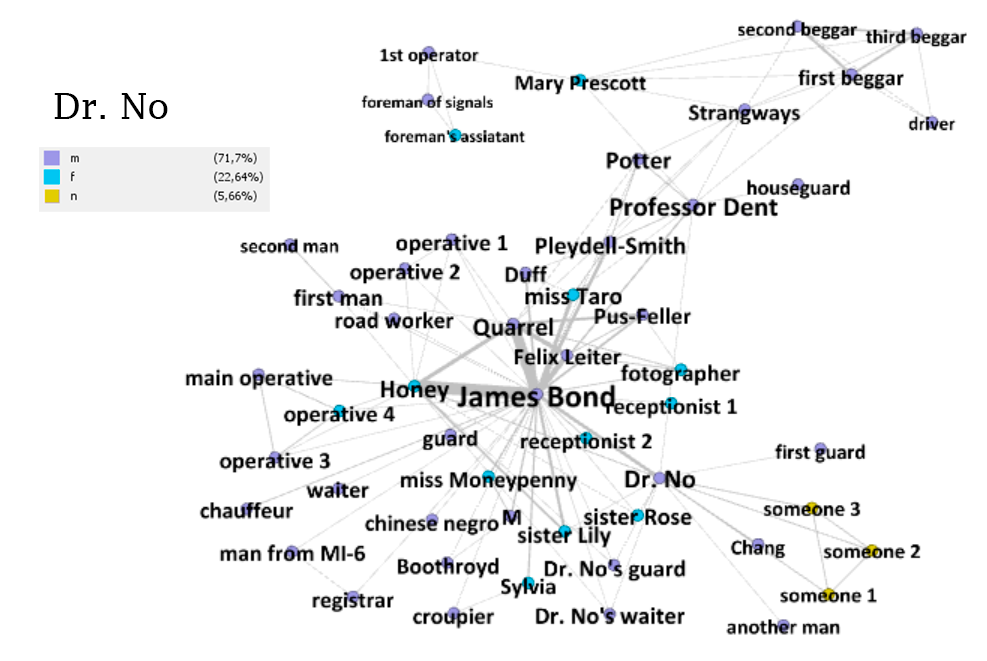 second beggar
third beggar
1st operator
Mary Prescott
first beggar
Dr. No
foreman of signals
Strangways
driver
foreman's assiatant
m (71,7%)
f (22,64%)
n (5,66%)
Potter
houseguard
Professor Dent
second man
operative 1
Pleydell-Smith
operative 2
Duff
first man
miss Taro
road worker
Quarrel
Pus-Feller
Felix Leiter
main operative
fotographer
Honey
James Bond
receptionist 1
operative 4
guard
receptionist 2
operative 3
first guard
waiter
miss Moneypenny
Dr. No
chauffeur
someone 3
chinese negro
M
sister Rose
sister Lily
man from MI-6
Chang
someone 2
Boothroyd
Dr. No's guard
Sylvia
registrar
someone 1
croupier
Dr. No's waiter
another man